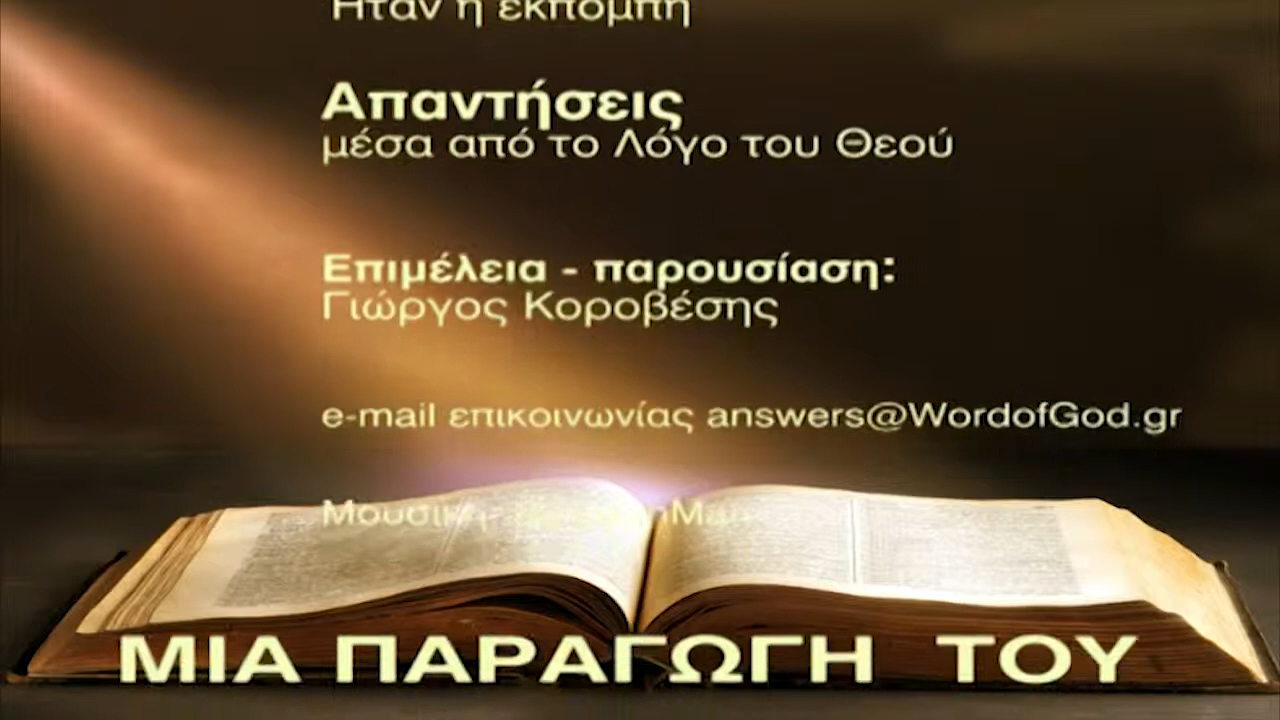 Ήταν η εκπομπή
Απαντήσεις
μέσα από το Λόγο του Θεού
Επιμέλεια - παρουσίαση:
Γιώργος Κοροβέσης
e-mail επικοινωνίας answers@WordofGod.gr
ΜΙΑ ΠΑΡΑΓΩΓΗ ΤΟΥ